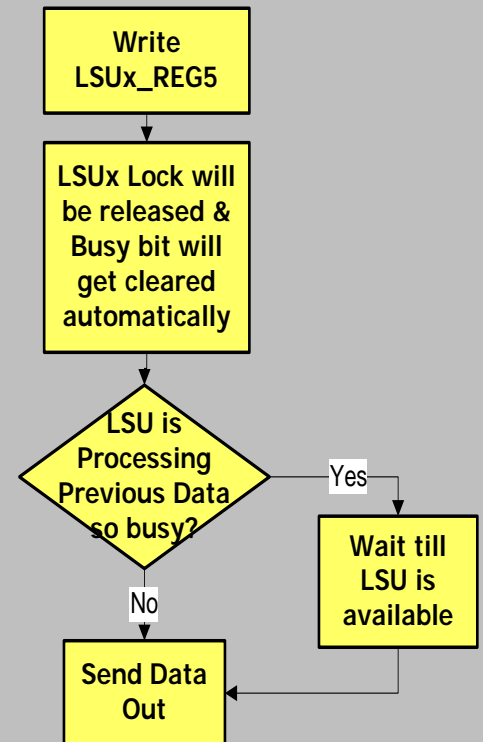 Write
LSUx_REG5
LSUx Lock will
be released &
Busy bit will
get cleared
automatically
LSU is
Processing
Previous Data
so busy?
Yes
Wait till
LSU is
available
No
Send Data
Out